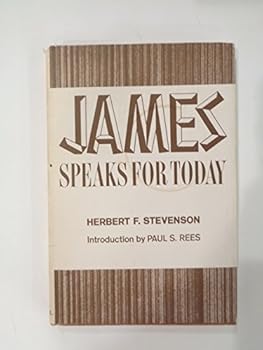 JAMES
SPEAKS FOR TODAY
HERBERT F. STEVENSON
Introduction by PAUL S. REES